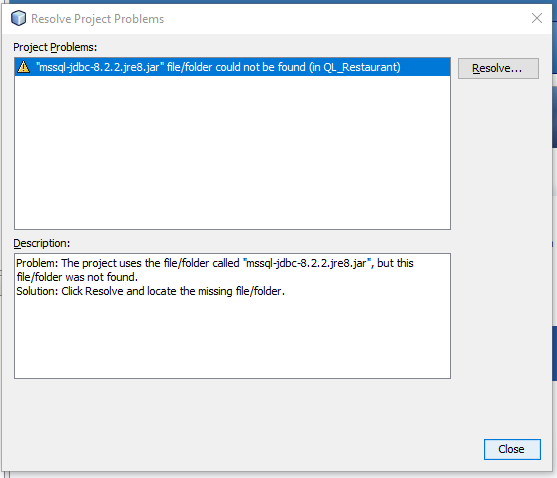 Resolve Project Problems
Project Problems:
"mssql-jdbc-8.2.2.jre8.jar" file/folder could not be found (in QL_Restaurant)
Resolve...
Description:
Problem: The project uses the file/folder called "mssql-jdbc-8.2.2.jre8.jar", but this
file/folder was not found.
Solution: Click Resolve and locate the missing file/folder.
Close